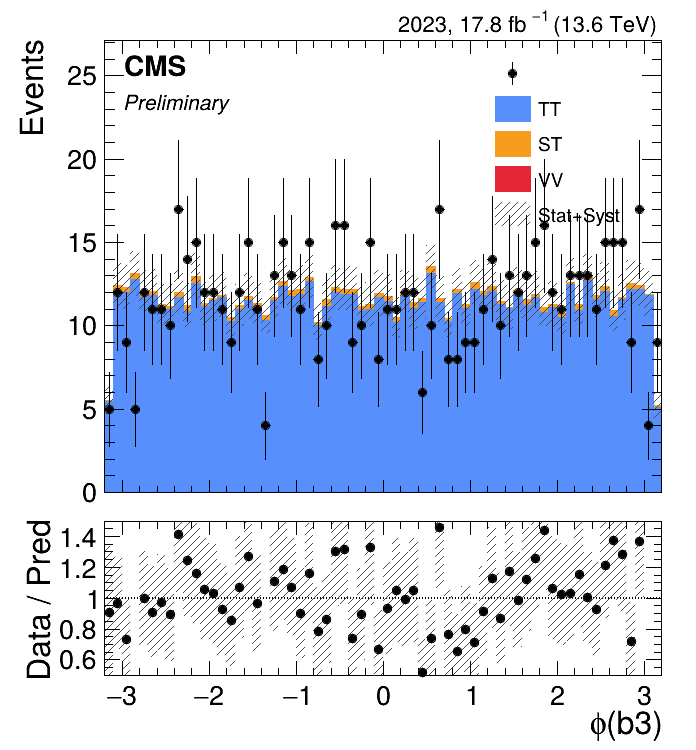 2023, 17.8 fb⁻¹ (13.6 TeV)
Events
CMS
Preliminary
TT
ST
VV
Stat+Syst
25
20
15
10
5
0
Data / Pred
1.4
1.2
1
0.8
0.6
−3 −2 −1 0 1 2 3
ϕ(b3)